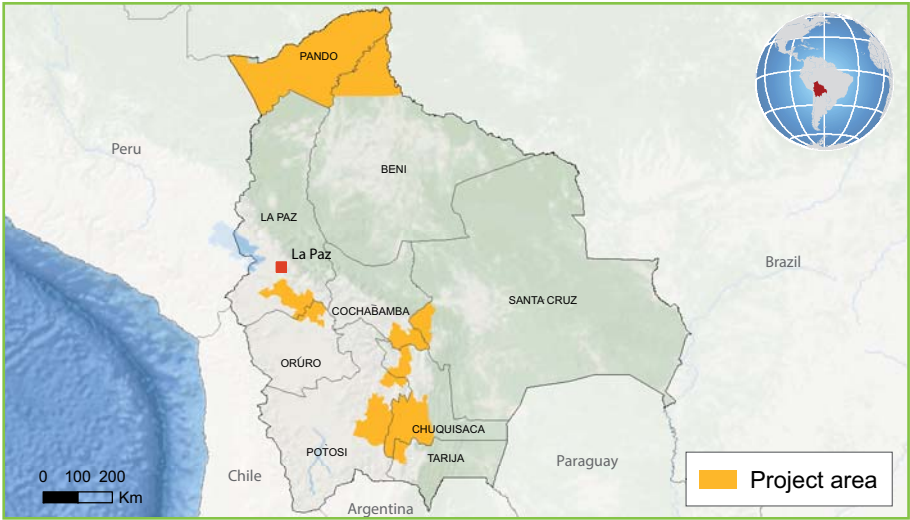 PANDO
Peru
BENI
LA PAZ
La Paz
Brazil
SANTA CRUZ
COCHABAMBA
ORURO
CHUQUISACA
POTOSI
TARIJA
Paraguay
Project area
0 100 200
Km
Chile
Argentina